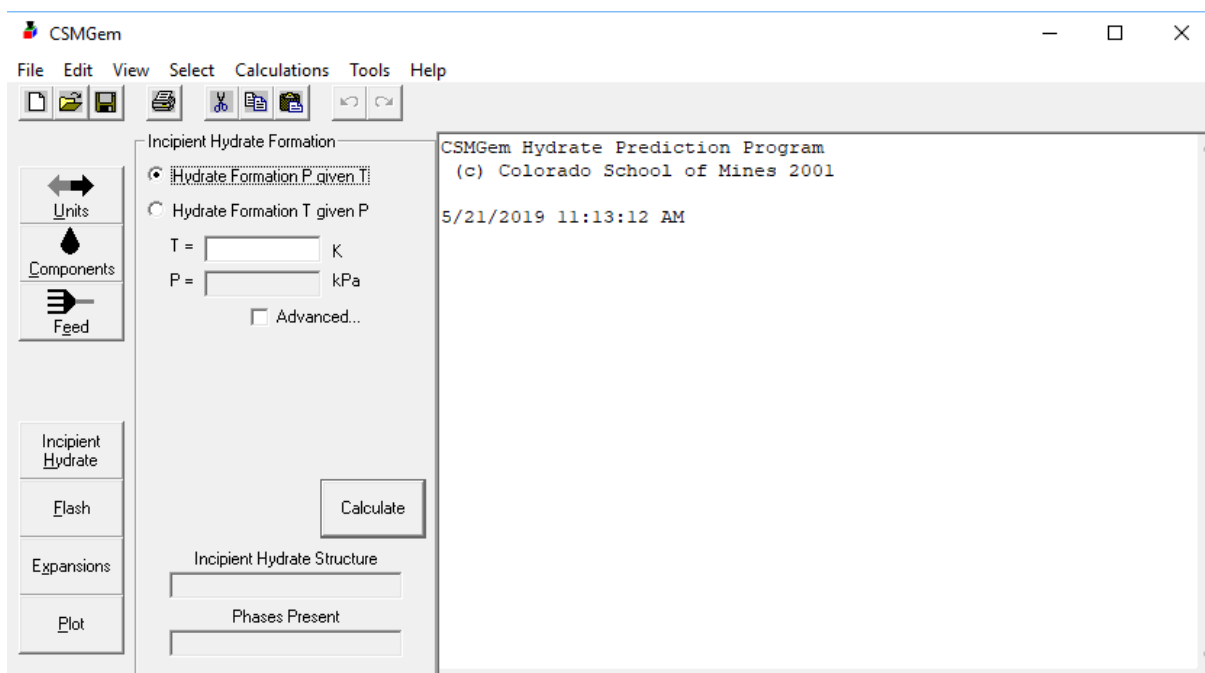 CSMGem
File Edit View Select Calculations Tools Help
Units
Components
Feed
Incipient Hydrate
Flash
Expansions
Plot
Incipient Hydrate Formation
Hydrate Formation P given T
Hydrate Formation T given P
T = K
P = kPa
Advanced...
Calculate
Incipient Hydrate Structure
Phases Present
CSMGem Hydrate Prediction Program
(c) Colorado School of Mines 2001
5/21/2019 11:13:12 AM